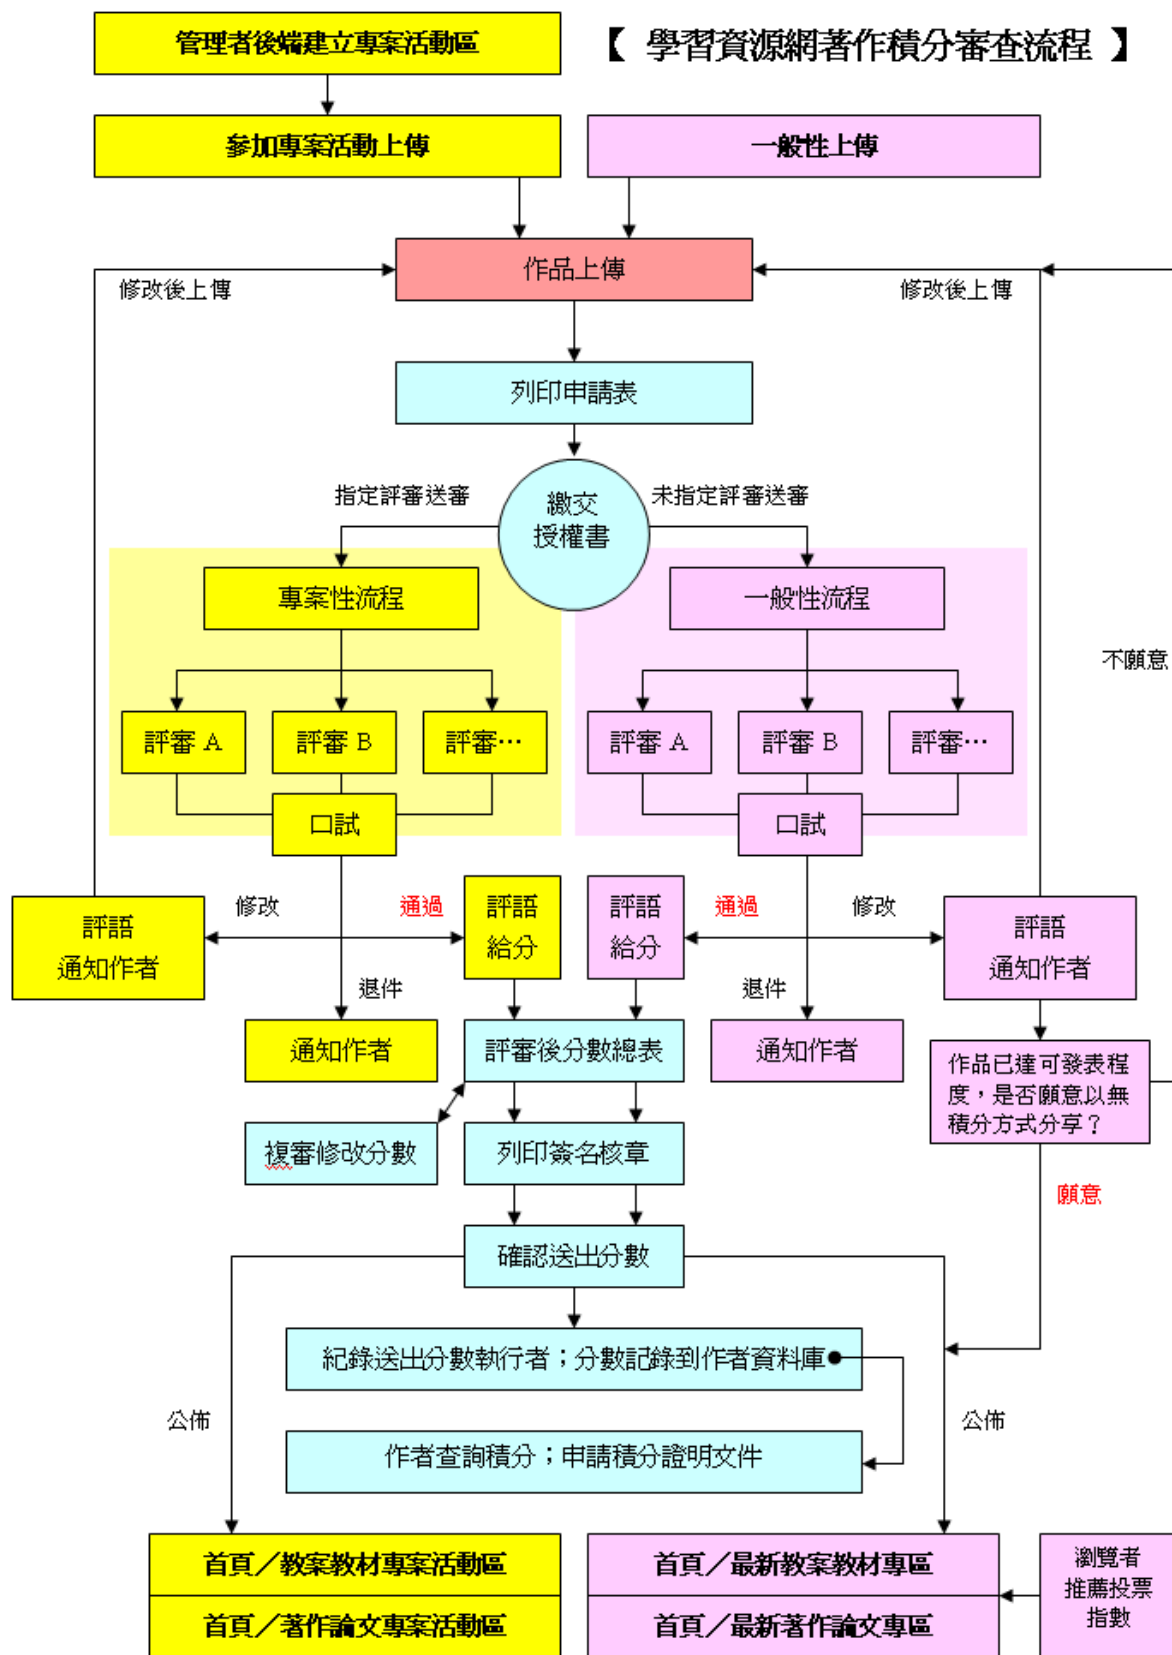 管理者後端建立專案活動區
【 學習資源網著作積分審查流程 】
參加專案活動上傳
一般性上傳
作品上傳
修改後上傳
修改後上傳
列印申請表
指定評審送審
繳交
授權書
未指定評審送審
專案性流程
一般性流程
不願意
評審 A
評審 B
評審…
評審 A
評審 B
評審…
口試
口試
評語
通知作者
修改
通過
評語
給分
評語
給分
通過
修改
評語
通知作者
退件
退件
通知作者
評審後分數總表
通知作者
作品已達可發表程
度，是否願意以無
積分方式分享？
複審修改分數
列印簽名核章
願意
確認送出分數
紀錄送出分數執行者；分數記錄到作者資料庫
公佈
公佈
作者查詢積分；申請積分證明文件
首頁／教案教材專案活動區
首頁／著作論文專案活動區
首頁／最新教案教材專區
首頁／最新著作論文專區
瀏覽者
推薦投票
指數